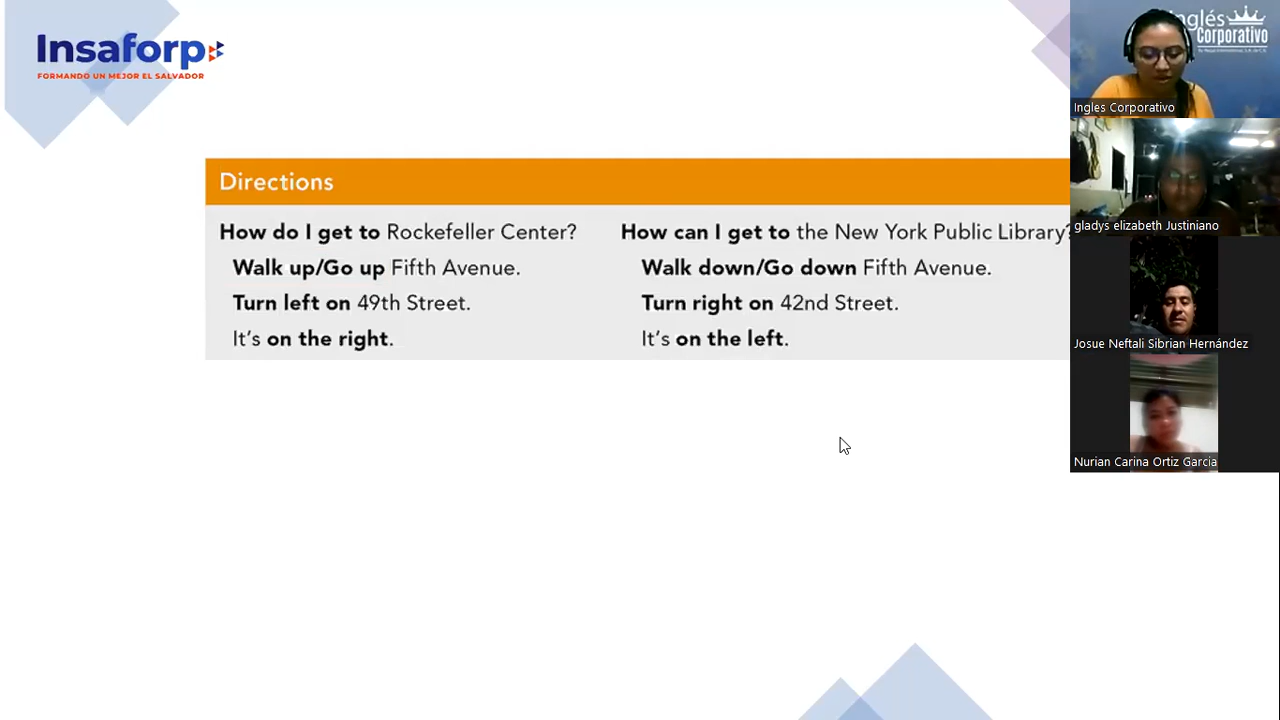 Insaforp
FORMANDO UN MEJOR EL SALVADOR
Directions
How do I get to Rockefeller Center?
Walk up/Go up Fifth Avenue.
Turn left on 49th Street.
It's on the right.
How can I get to the New York Public Library?
Walk down/Go down Fifth Avenue.
Turn right on 42nd Street.
It's on the left.
Inglés
Corporativo
Ingles Corporativo
gladys elizabeth Justiniano
Josue Neftali Sibrian Hernández
Nurian Carina Ortiz Garcia